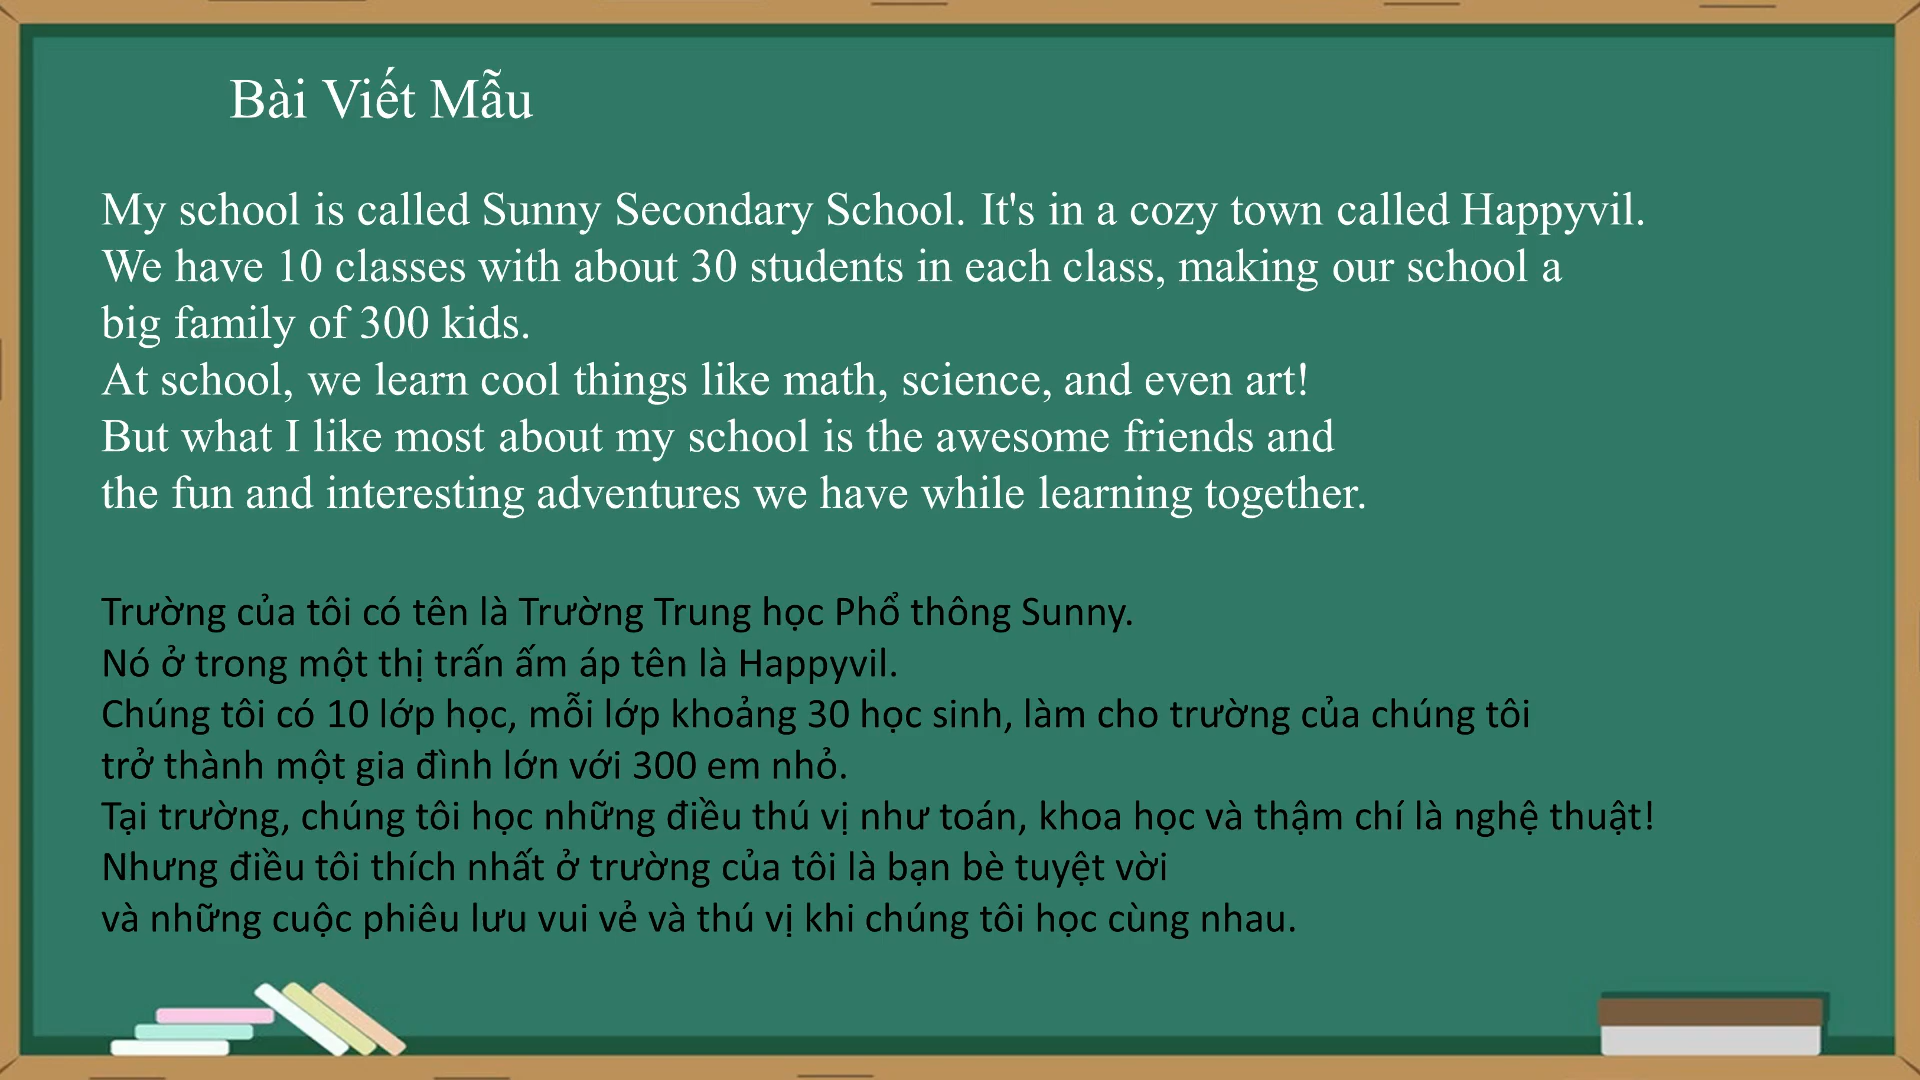 Bài Viết Mẫu
My school is called Sunny Secondary School. It's in a cozy town called Happyvil.
We have 10 classes with about 30 students in each class, making our school a
big family of 300 kids.
At school, we learn cool things like math, science, and even art!
But what I like most about my school is the awesome friends and
the fun and interesting adventures we have while learning together.
Trường của tôi có tên là Trường Trung học Phổ thông Sunny.
Nó ở trong một thị trấn ấm áp tên là Happyvil.
Chúng tôi có 10 lớp học, mỗi lớp khoảng 30 học sinh, làm cho trường của chúng tôi
trở thành một gia đình lớn với 300 em nhỏ.
Tại trường, chúng tôi học những điều thú vị như toán, khoa học và thậm chí là nghệ thuật!
Nhưng điều tôi thích nhất ở trường của tôi là bạn bè tuyệt vời
và những cuộc phiêu lưu vui vẻ và thú vị khi chúng tôi học cùng nhau.